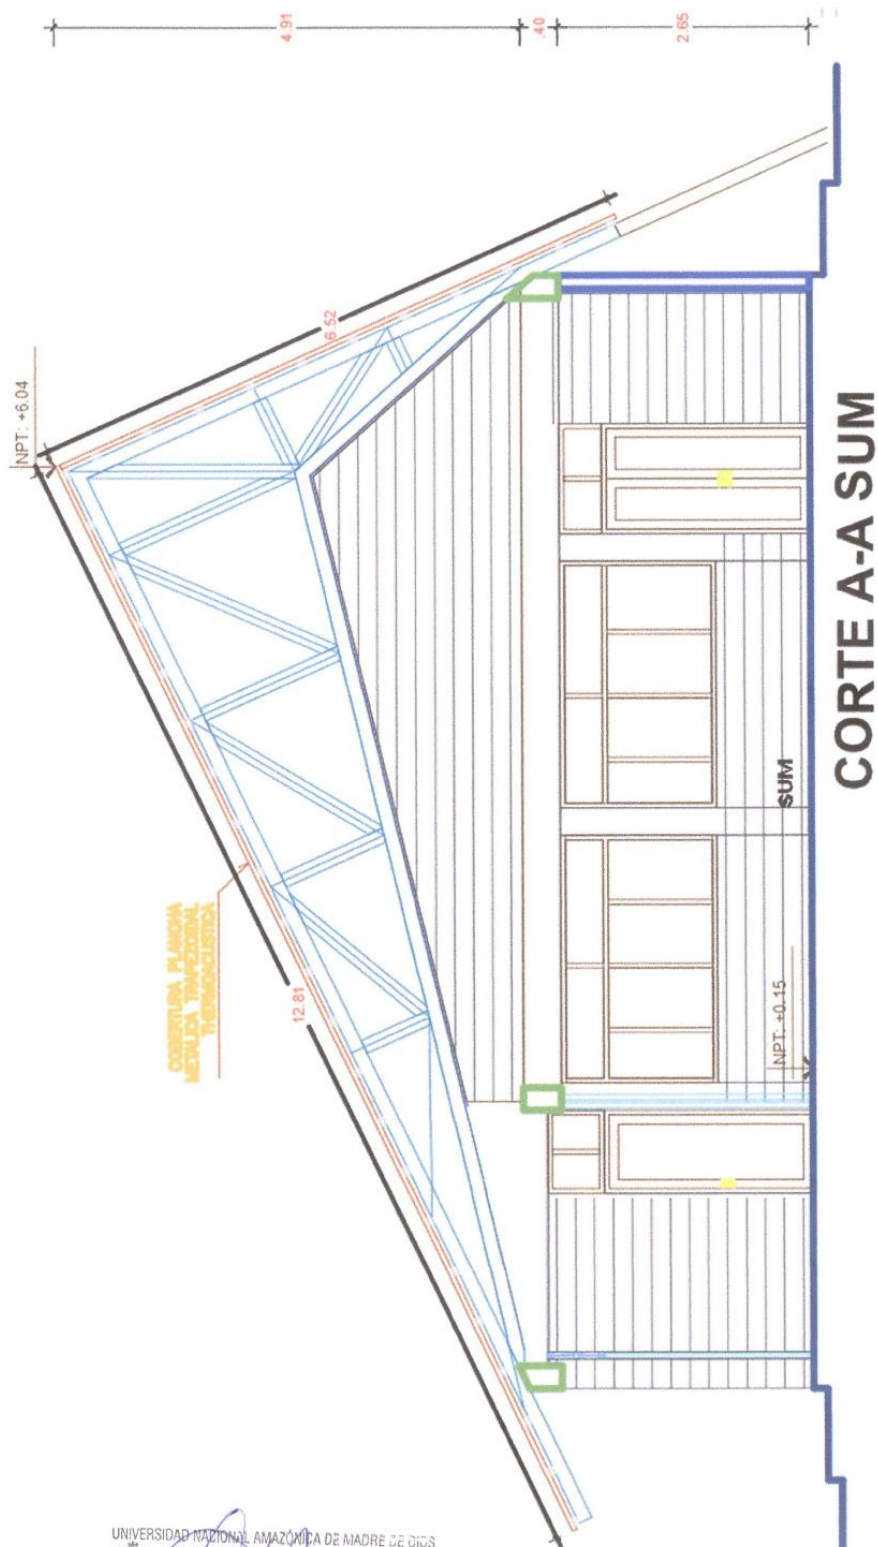 4.91
.40
2.65
NPT: +6.04
6.52
COBERTURA PLANCHA
METALICA TRAPEZOIDAL
THERMOACUSTICA
12.81
SUM
NPT: ±0.15
CORTE A-A SUM
UNIVERSIDAD NACIONAL AMAZÓNICA DE MADRE DE DIOS